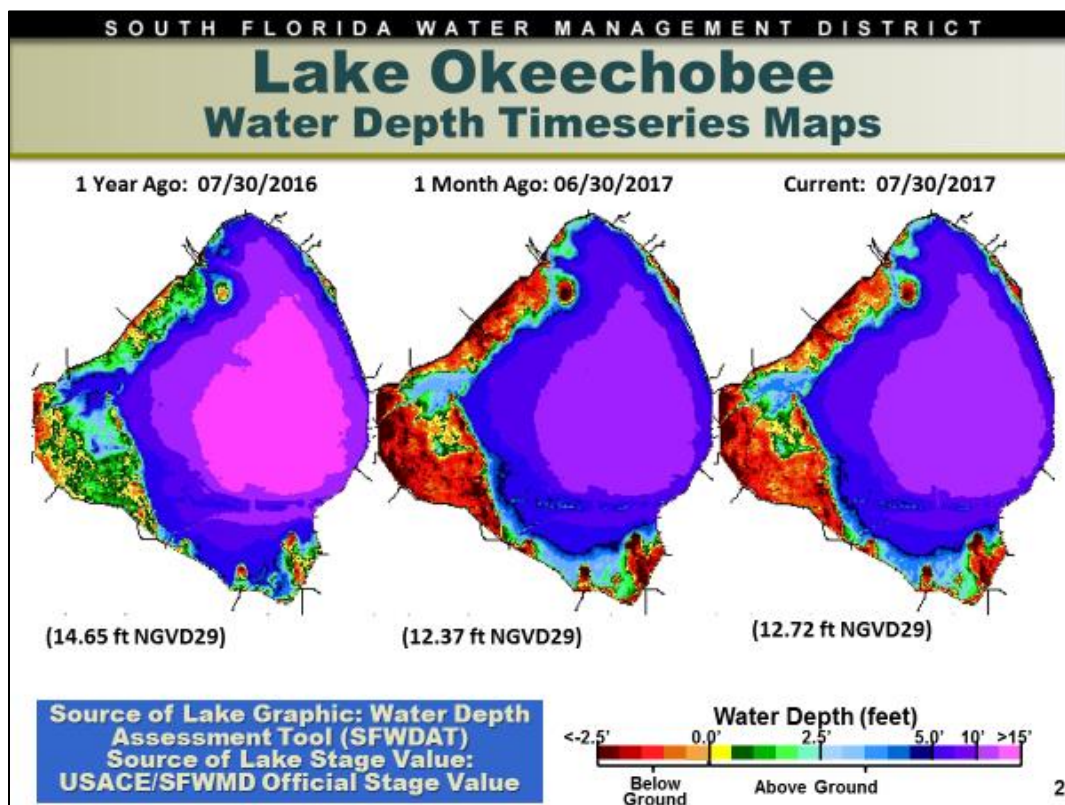 SOUTH FLORIDA WATER MANAGEMENT DISTRICT
Lake Okeechobee
Water Depth Timeseries Maps
1 Year Ago: 07/30/2016
1 Month Ago: 06/30/2017
Current: 07/30/2017
(14.65 ft NGVD29)
(12.37 ft NGVD29)
(12.72 ft NGVD29)
Source of Lake Graphic: Water Depth
Assessment Tool (SFWDAT)
Source of Lake Stage Value:
USACE/SFWMD Official Stage Value
Water Depth (feet)
<-2.5' 0.0' 2.5' 5.0' 10' >15'
Below
Ground
Above Ground
2